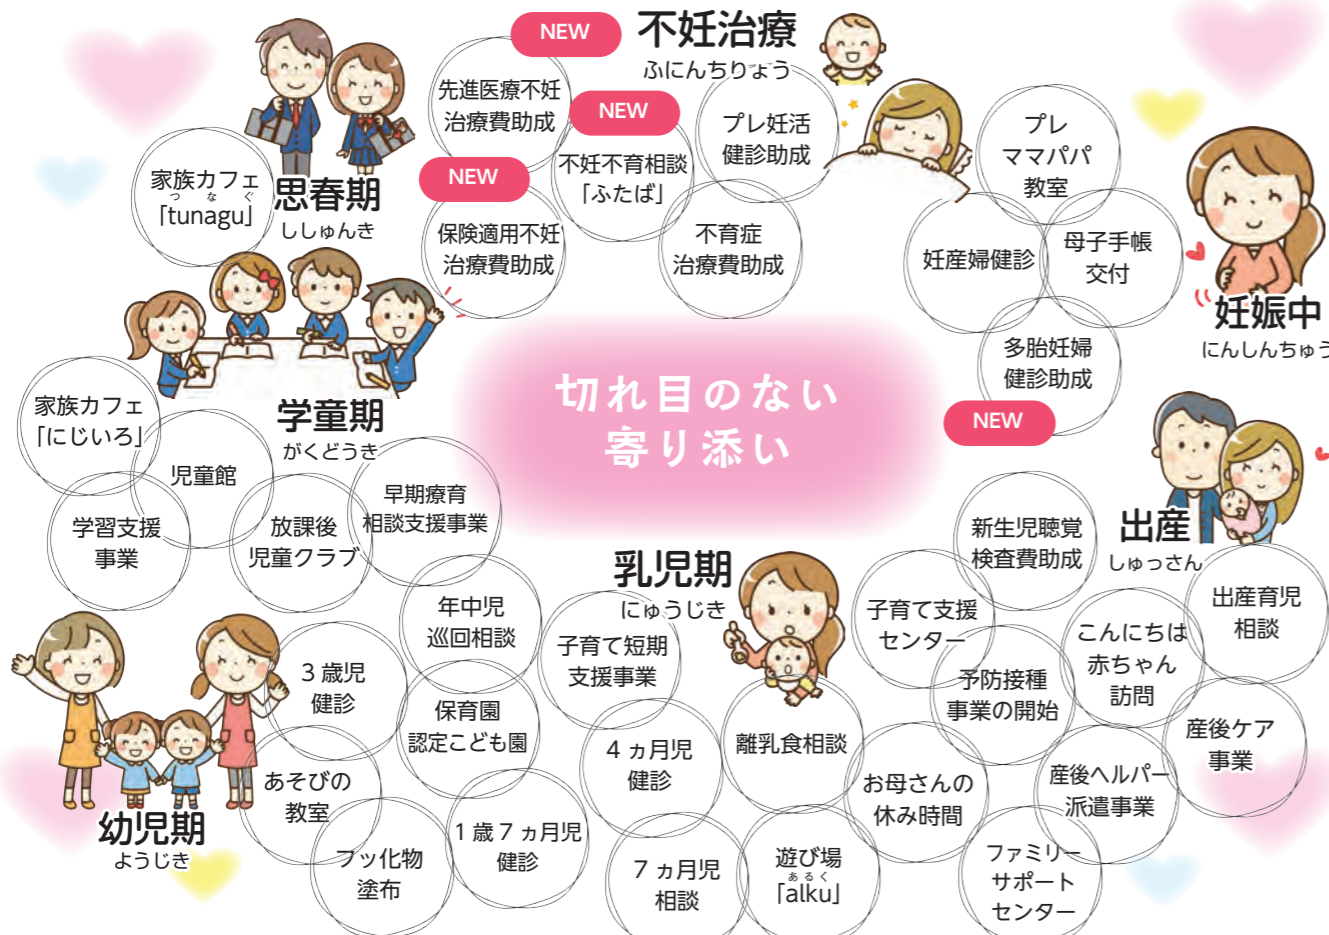 不妊治療
ふにんちりょう
NEW
先進医療不妊
治療費助成
NEW
不妊不育相談
「ふたば」
プレ妊活
健診助成
NEW
保険適用不妊
治療費助成
不育症
治療費助成
妊娠中
にんしんちゅう
プレ
ママパパ
教室
妊産婦健診
母子手帳
交付
多胎妊婦
健診助成
NEW
切れ目のない
寄り添い
出産
しゅっさん
新生児聴覚
検査費助成
子育て支援
センター
予防接種
事業の開始
こんにちは
赤ちゃん
訪問
出産育児
相談
産後ケア
事業
産後ヘルパー
派遣事業
お母さんの
休み時間
ファミリー
サポート
センター
乳児期
にゅうじき
子育て短期
支援事業
4ヵ月児
健診
離乳食相談
7ヵ月児
相談
遊び場
あるく
「alku」
幼児期
ようじき
年中児
巡回相談
3歳児
健診
保育園
認定こども園
あそびの
教室
フッ化物
塗布
1歳7ヵ月児
健診
学童期
がくどうき
家族カフェ
「にじいろ」
児童館
学習支援
事業
放課後
児童クラブ
早期療育
相談支援事業
思春期
ししゅんき
家族カフェ
つなぐ
「tunagu」